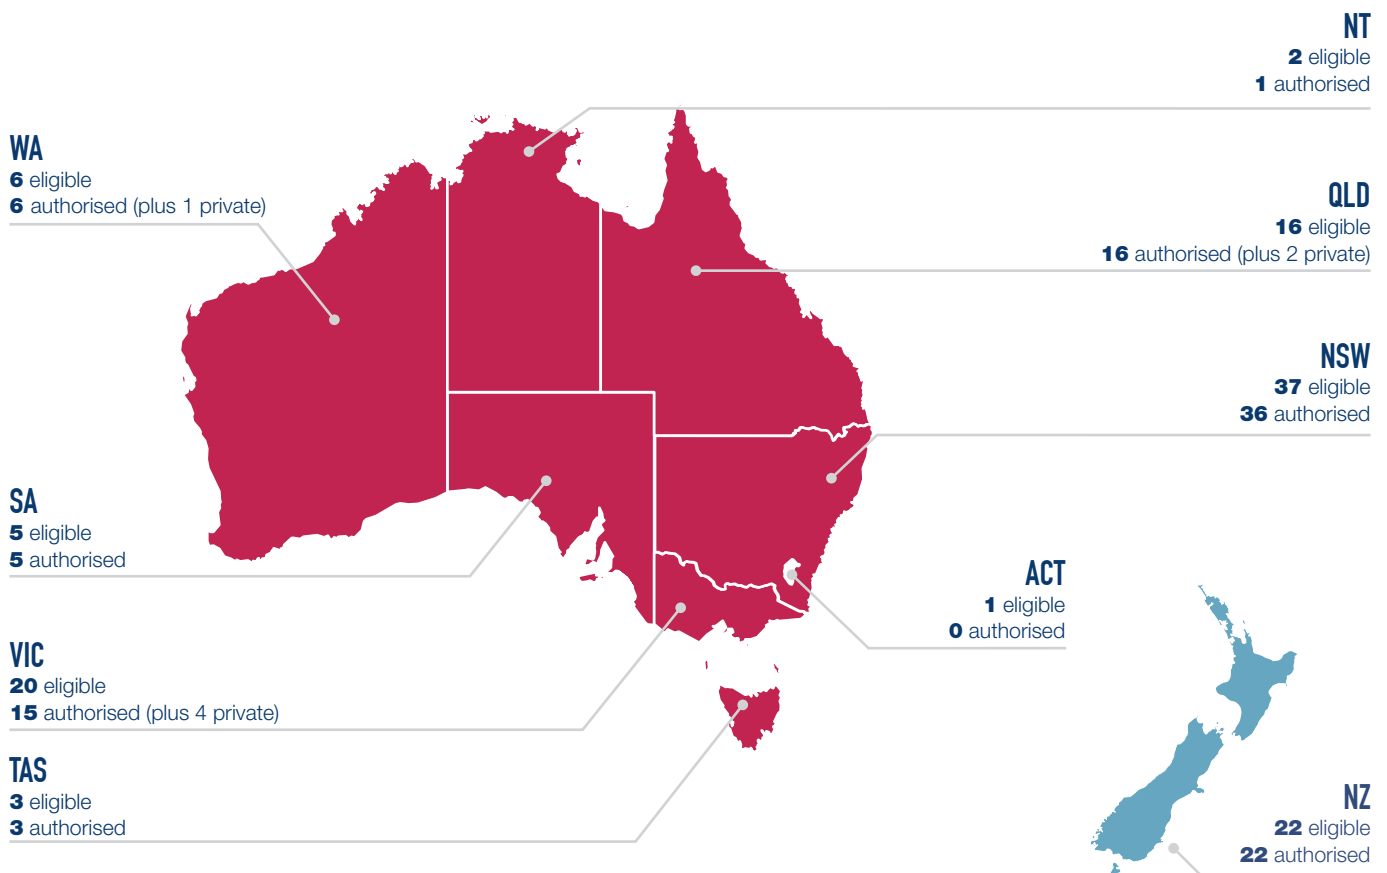 NT
2 eligible
1 authorised
WA
6 eligible
6 authorised (plus 1 private)
QLD
16 eligible
16 authorised (plus 2 private)
NSW
37 eligible
36 authorised
SA
5 eligible
5 authorised
ACT
1 eligible
0 authorised
VIC
20 eligible
15 authorised (plus 4 private)
TAS
3 eligible
3 authorised
NZ
22 eligible
22 authorised